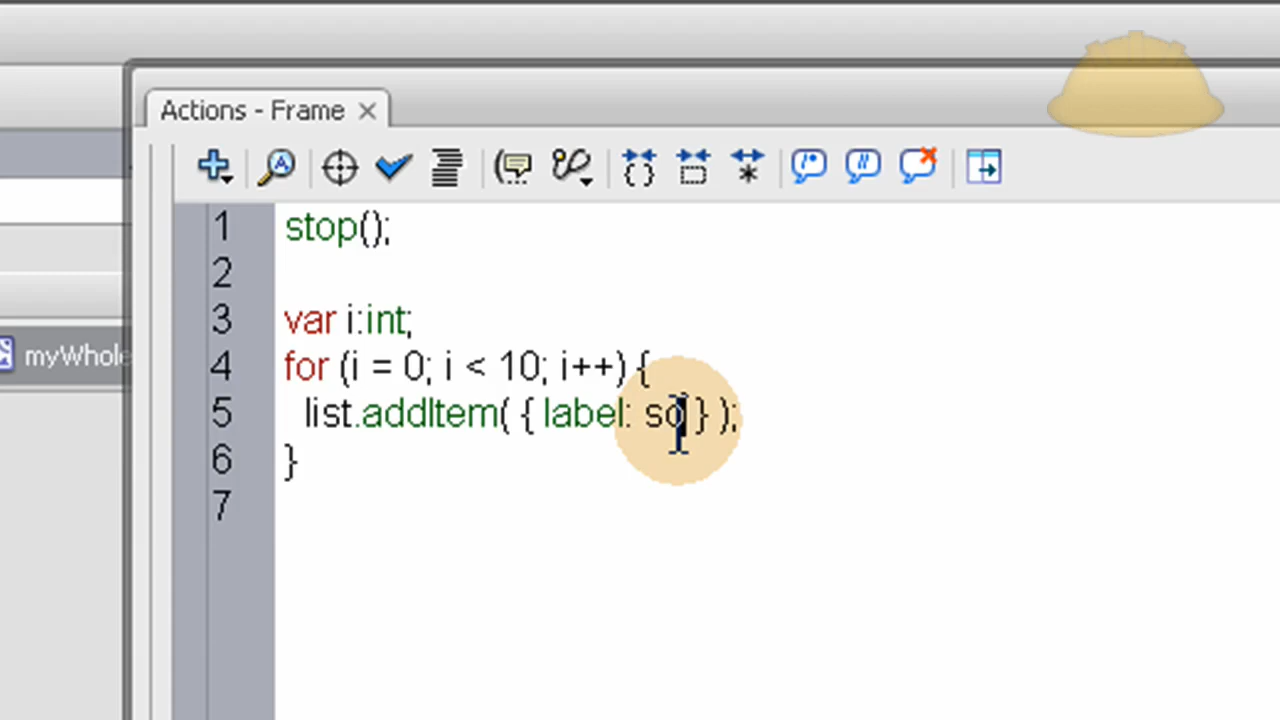 Actions - Frame
1 stop();
2
3 var i:int;
myWhole
4 for (i = 0; i < 10; i++) {
5 list.addItem( { label: so } );
6 }
7